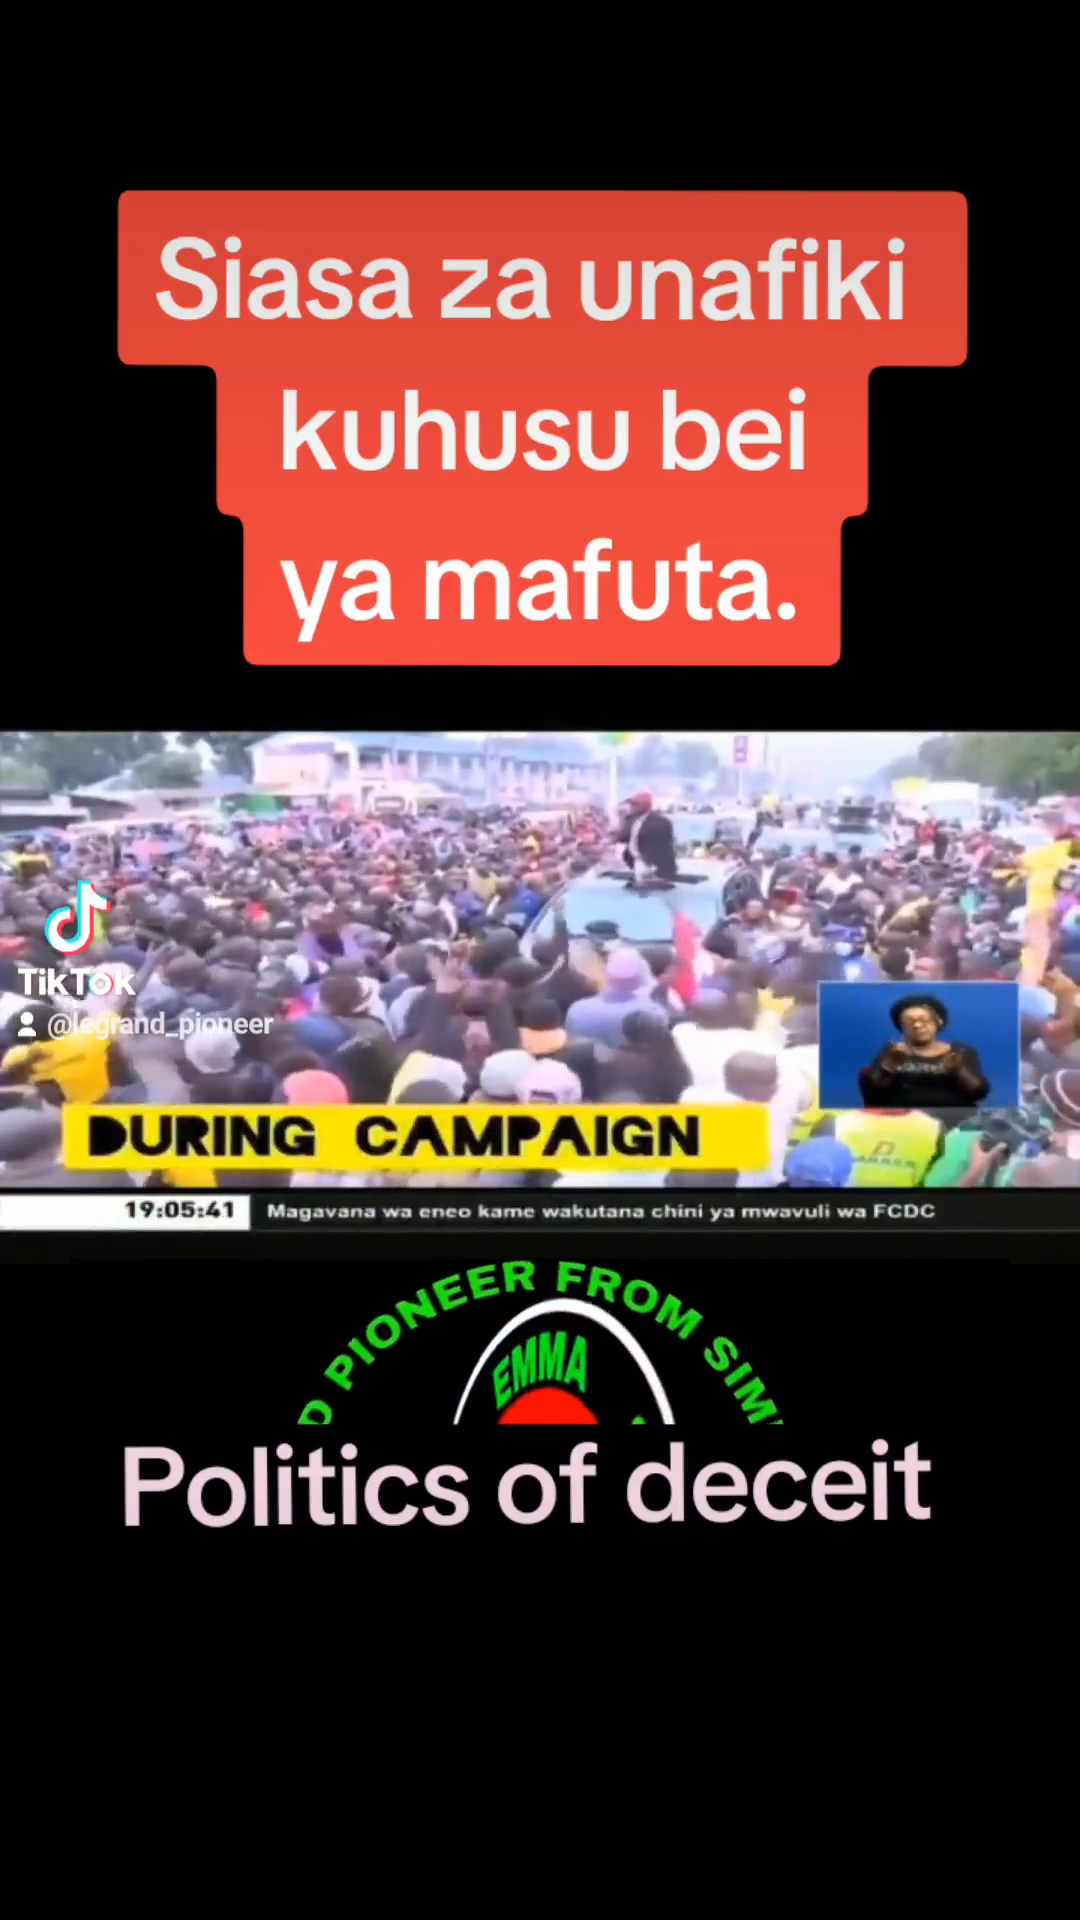 Siasa za unafiki
kuhusu bei
ya mafuta.
TikTok
@legrand_pioneer
DURING CAMPAIGN
19:05:41
Magavana wa eneo kame wakutana chini ya mwavuli wa FCDC
D PIONEER FROM SIM
EMMA
Politics of deceit